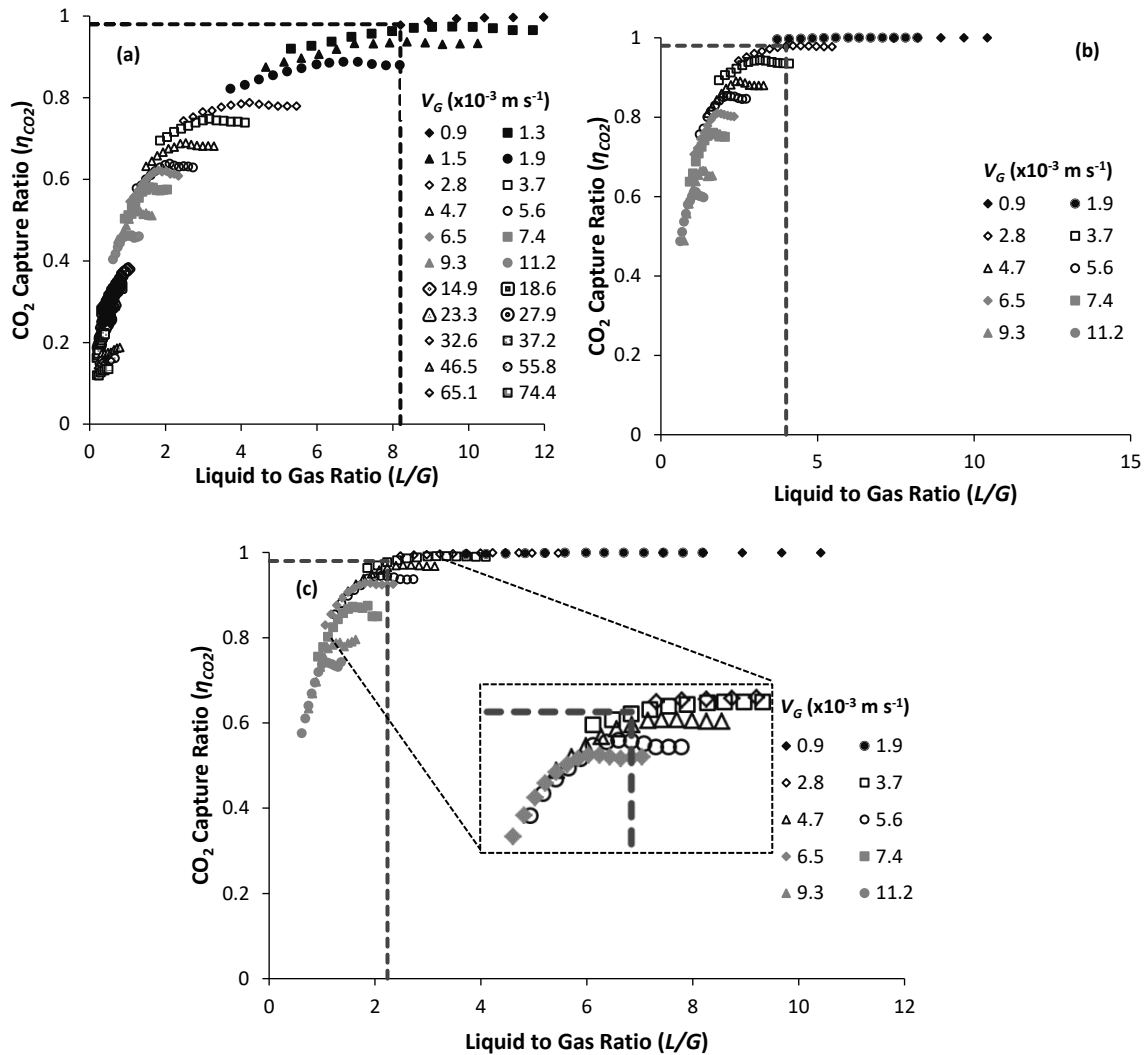 (a)
CO₂ Capture Ratio (ηCO2)
1
0.8
0.6
0.4
0.2
0
0 2 4 6 8 10 12
Liquid to Gas Ratio (L/G)
V_G (x10⁻³ m s⁻¹)
0.9 1.3
1.5 1.9
2.8 3.7
4.7 5.6
6.5 7.4
9.3 11.2
14.9 18.6
23.3 27.9
32.6 37.2
46.5 55.8
65.1 74.4
(b)
CO₂ Capture Ratio (ηCO2)
1
0.8
0.6
0.4
0.2
0
0 5 10 15
Liquid to Gas Ratio (L/G)
V_G (x10⁻³ m s⁻¹)
0.9 1.9
2.8 3.7
4.7 5.6
6.5 7.4
9.3 11.2
(c)
CO₂ Capture Ratio (ηCO2)
1
0.8
0.6
0.4
0.2
0
0 2 4 6 8 10 12
Liquid to Gas Ratio (L/G)
V_G (x10⁻³ m s⁻¹)
0.9 1.9
2.8 3.7
4.7 5.6
6.5 7.4
9.3 11.2